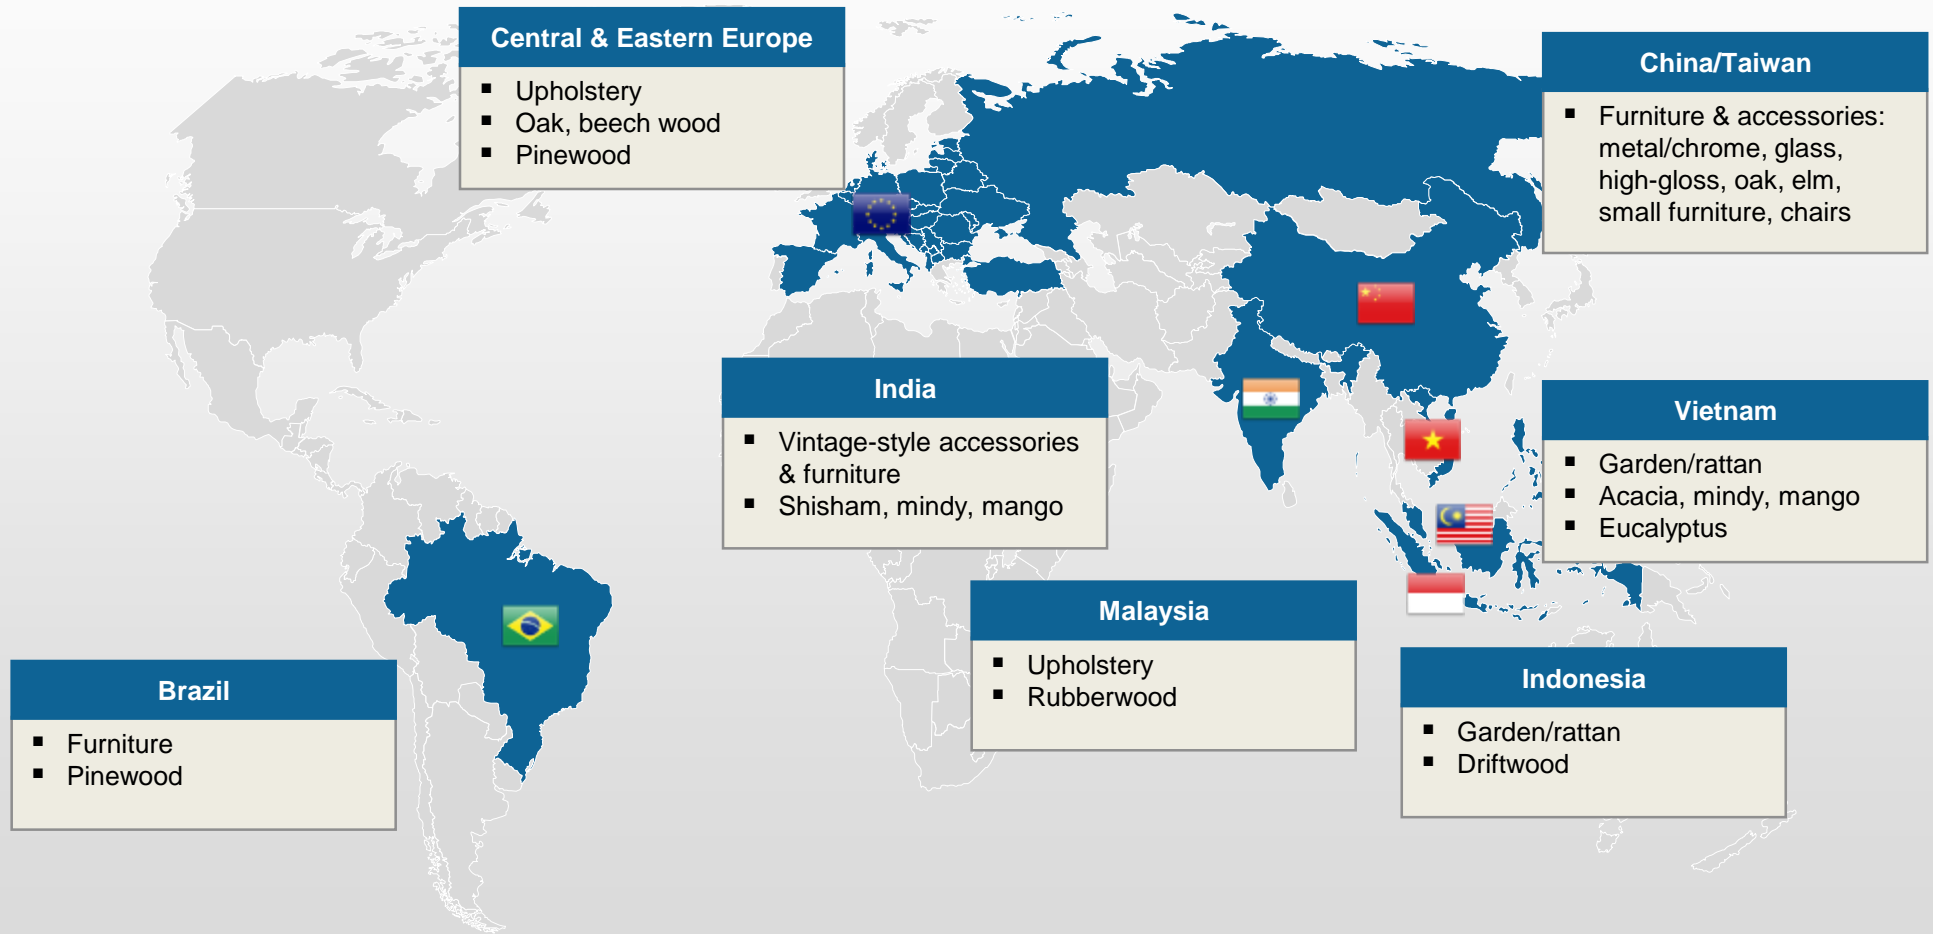 Central & Eastern Europe
▪ Upholstery
▪ Oak, beech wood
▪ Pinewood
China/Taiwan
▪ Furniture & accessories:
metal/chrome, glass,
high-gloss, oak, elm,
small furniture, chairs
India
▪ Vintage-style accessories
& furniture
▪ Shisham, mindy, mango
Vietnam
▪ Garden/rattan
▪ Acacia, mindy, mango
▪ Eucalyptus
Malaysia
▪ Upholstery
▪ Rubberwood
Indonesia
▪ Garden/rattan
▪ Driftwood
Brazil
▪ Furniture
▪ Pinewood